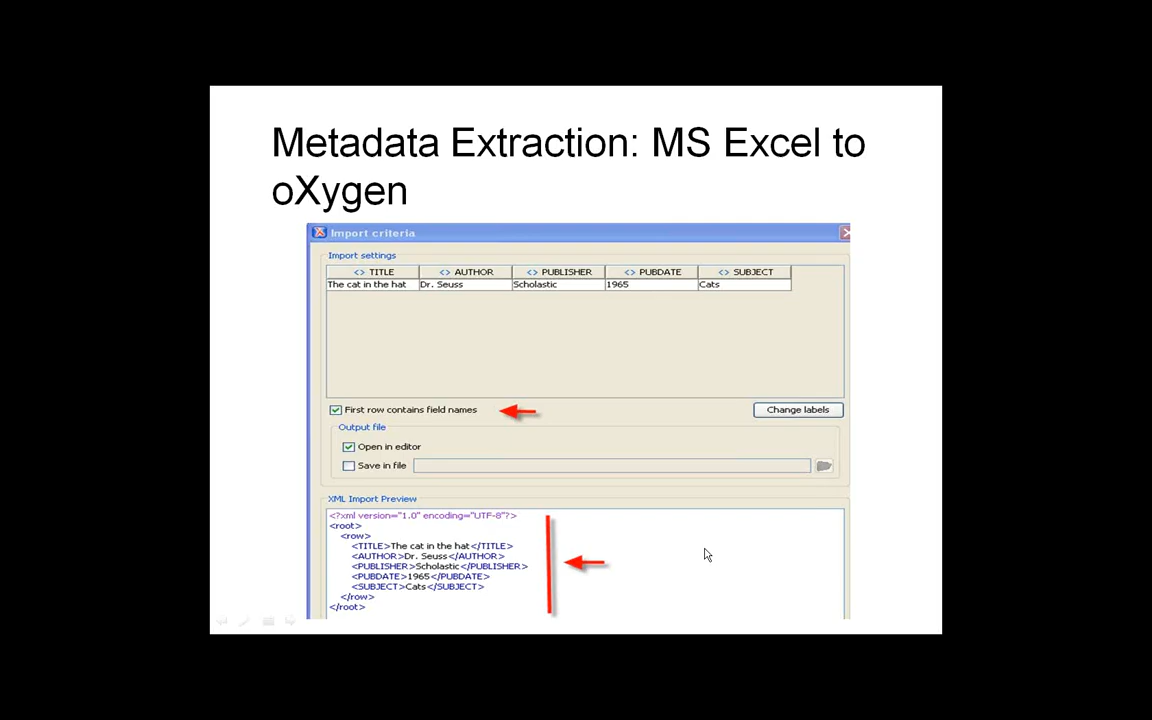 Metadata Extraction: MS Excel to
oXygen
Import criteria
Import settings
<> TITLE <> AUTHOR <> PUBLISHER <> PUBDATE <> SUBJECT
The cat in the hat Dr. Seuss Scholastic 1965 Cats
First row contains field names Change labels
Output file
Open in editor
Save in file
XML Import Preview
<?xml version="1.0" encoding="UTF-8"?>
<root>
<row>
<TITLE>The cat in the hat</TITLE>
<AUTHOR>Dr. Seuss</AUTHOR>
<PUBLISHER>Scholastic</PUBLISHER>
<PUBDATE>1965</PUBDATE>
<SUBJECT>Cats</SUBJECT>
</row>
</root>